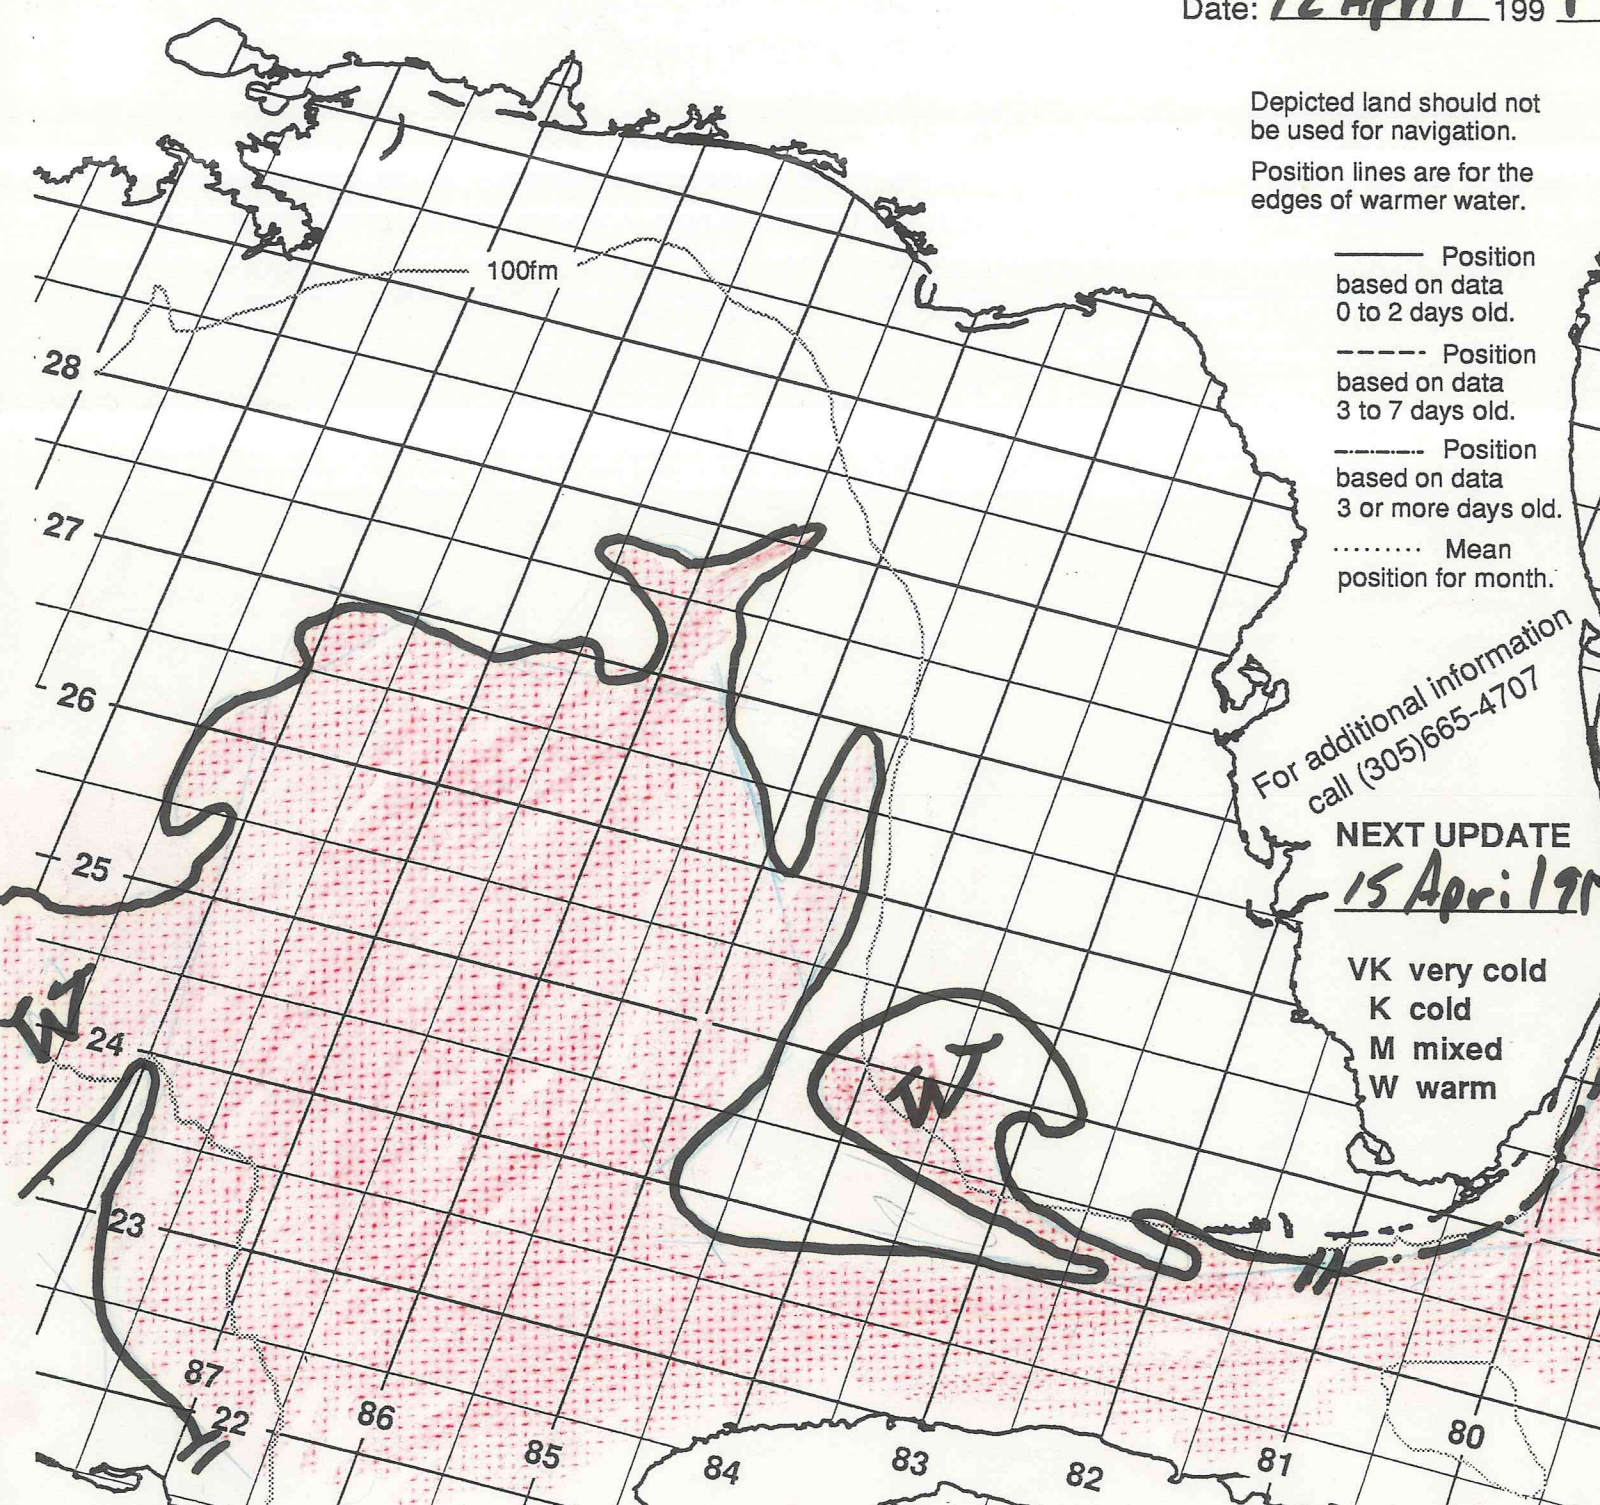 Date: 12 April 199
Depicted land should not
be used for navigation.
Position lines are for the
edges of warmer water.
Position
based on data
0 to 2 days old.
Position
based on data
3 to 7 days old.
Position
based on data
3 or more days old.
Mean
position for month.
For additional information
call (305)665-4707
NEXT UPDATE
15 April 199
VK very cold
K cold
M mixed
W warm
100fm
28
27
26
25
24
23
22
87
86
85
84
83
82
81
80